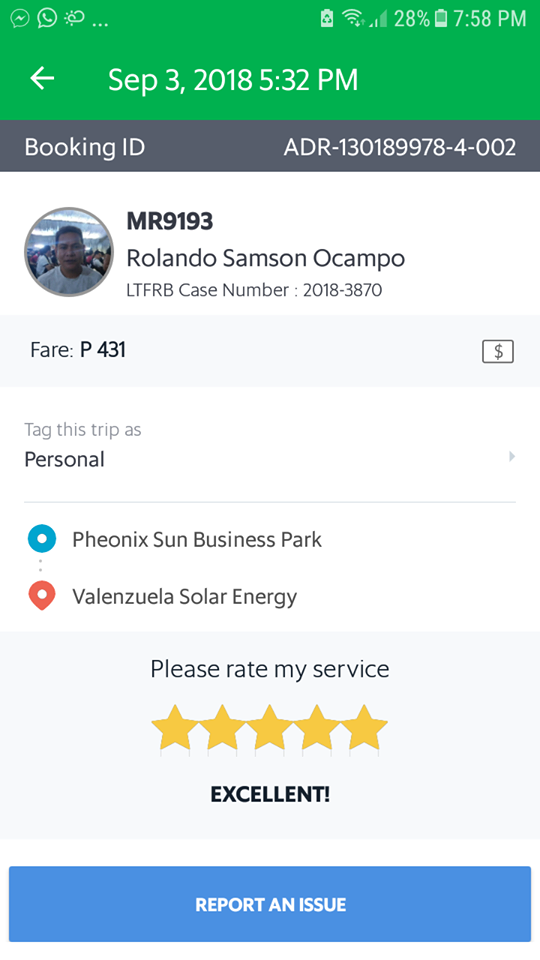 ... 28% 7:58 PM
Sep 3, 2018 5:32 PM
Booking ID ADR-130189978-4-002
MR9193
Rolando Samson Ocampo
LTFRB Case Number : 2018-3870
Fare: P 431 $
Tag this trip as
Personal
Pheonix Sun Business Park
Valenzuela Solar Energy
Please rate my service
EXCELLENT!
REPORT AN ISSUE